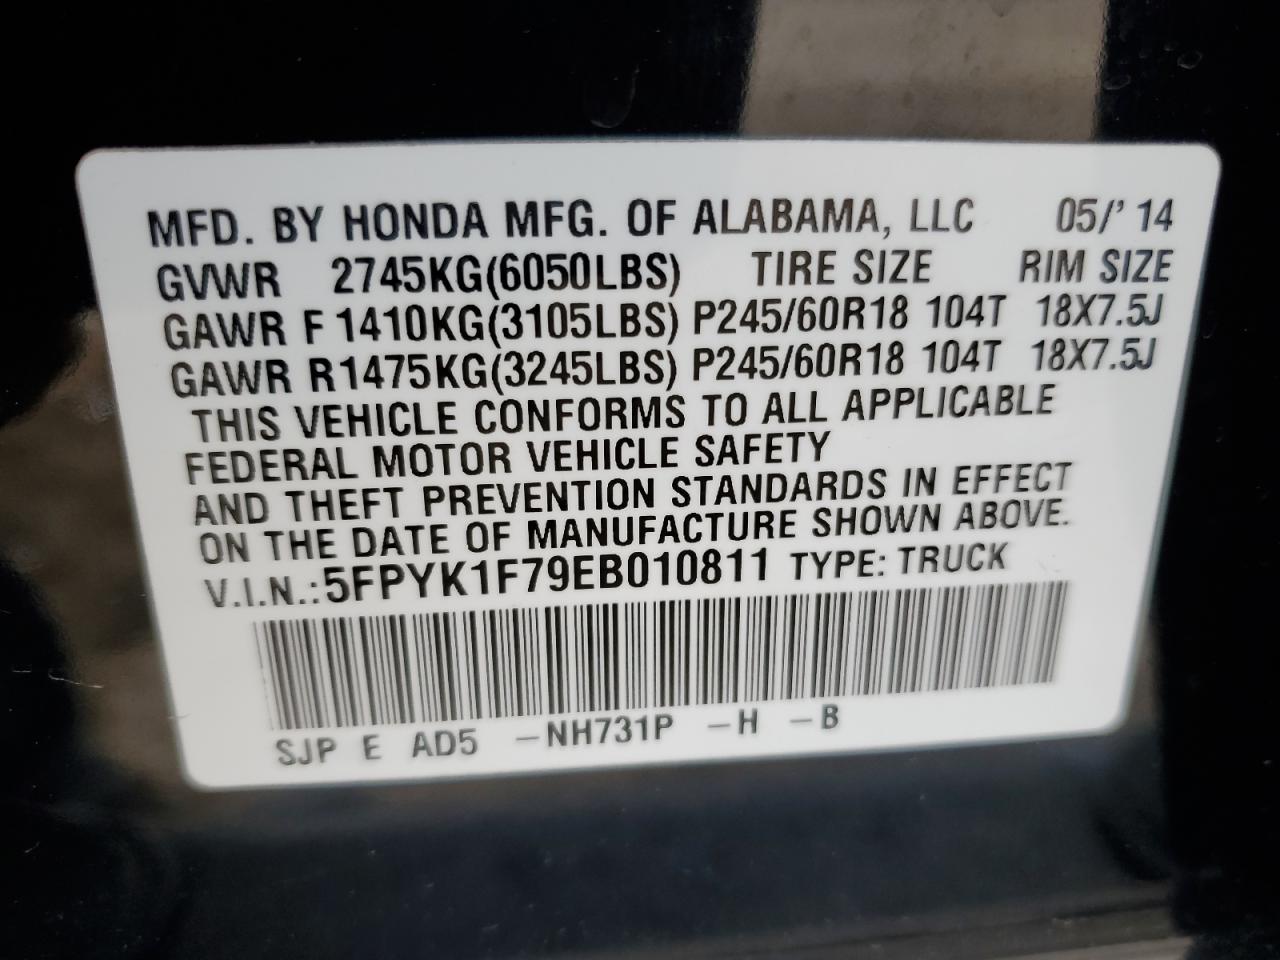 MFD. BY HONDA MFG. OF ALABAMA, LLC 05/' 14
GVWR 2745KG(6050LBS) TIRE SIZE RIM SIZE
GAWR F 1410KG(3105LBS) P245/60R18 104T 18X7.5J
GAWR R1475KG(3245LBS) P245/60R18 104T 18X7.5J
THIS VEHICLE CONFORMS TO ALL APPLICABLE
FEDERAL MOTOR VEHICLE SAFETY
AND THEFT PREVENTION STANDARDS IN EFFECT
ON THE DATE OF MANUFACTURE SHOWN ABOVE.
V.I.N.:5FPYK1F79EB010811 TYPE: TRUCK
SJP E AD5 -NH731P -H -B